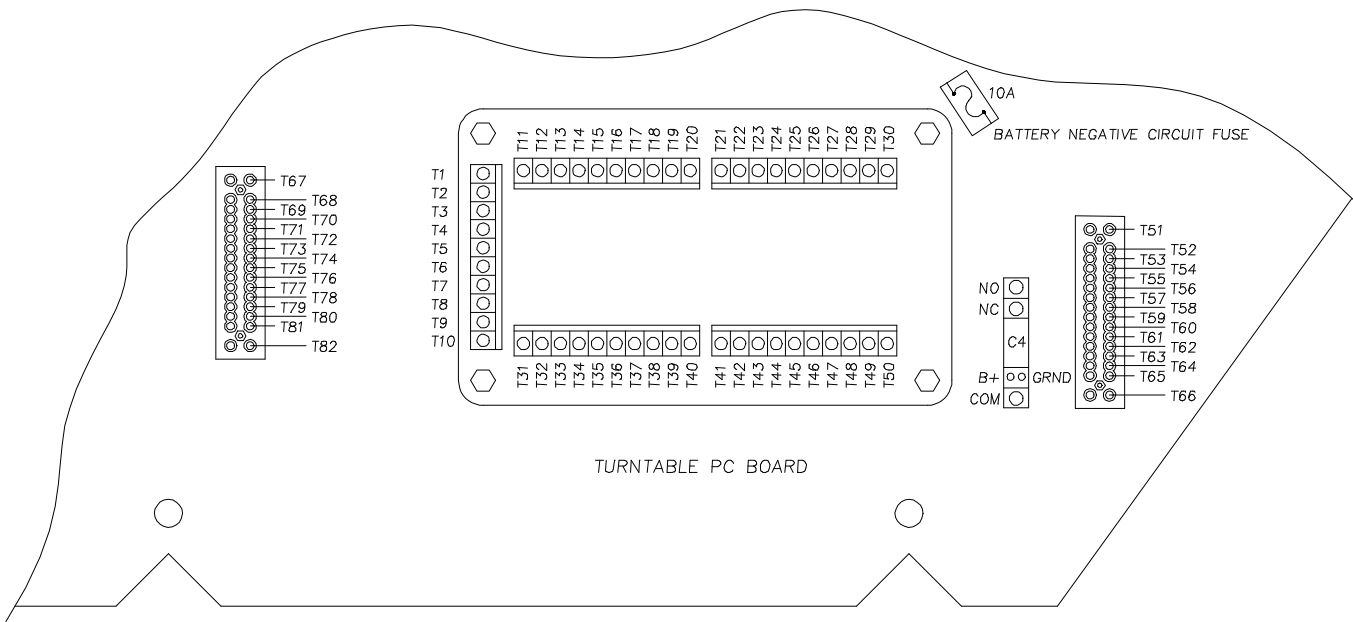 10A
BATTERY NEGATIVE CIRCUIT FUSE
T11 T12 T13 T14 T15 T16 T17 T18 T19 T20
T21 T22 T23 T24 T25 T26 T27 T28 T29 T30
T67
T68
T69
T70
T71
T72
T73
T74
T75
T76
T77
T78
T79
T80
T81
T82
T1
T2
T3
T4
T5
T6
T7
T8
T9
T10
T31 T32 T33 T34 T35 T36 T37 T38 T39 T40
T41 T42 T43 T44 T45 T46 T47 T48 T49 T50
NO
NC
C4
B+ GRND
COM
T51
T52
T53
T54
T55
T56
T57
T58
T59
T60
T61
T62
T63
T64
T65
T66
TURNTABLE PC BOARD